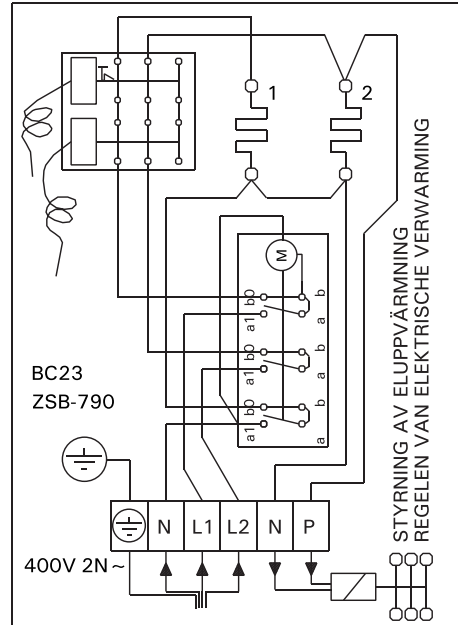 1
2
M
b0
b
a1
a
b0
b
a1
a
b0
b
a1
a
BC23
ZSB-790
N
L1
L2
N
P
400V 2N~
STYRNING AV ELUPPVÄRMNING
REGELEN VAN ELEKTRISCHE VERWARMING